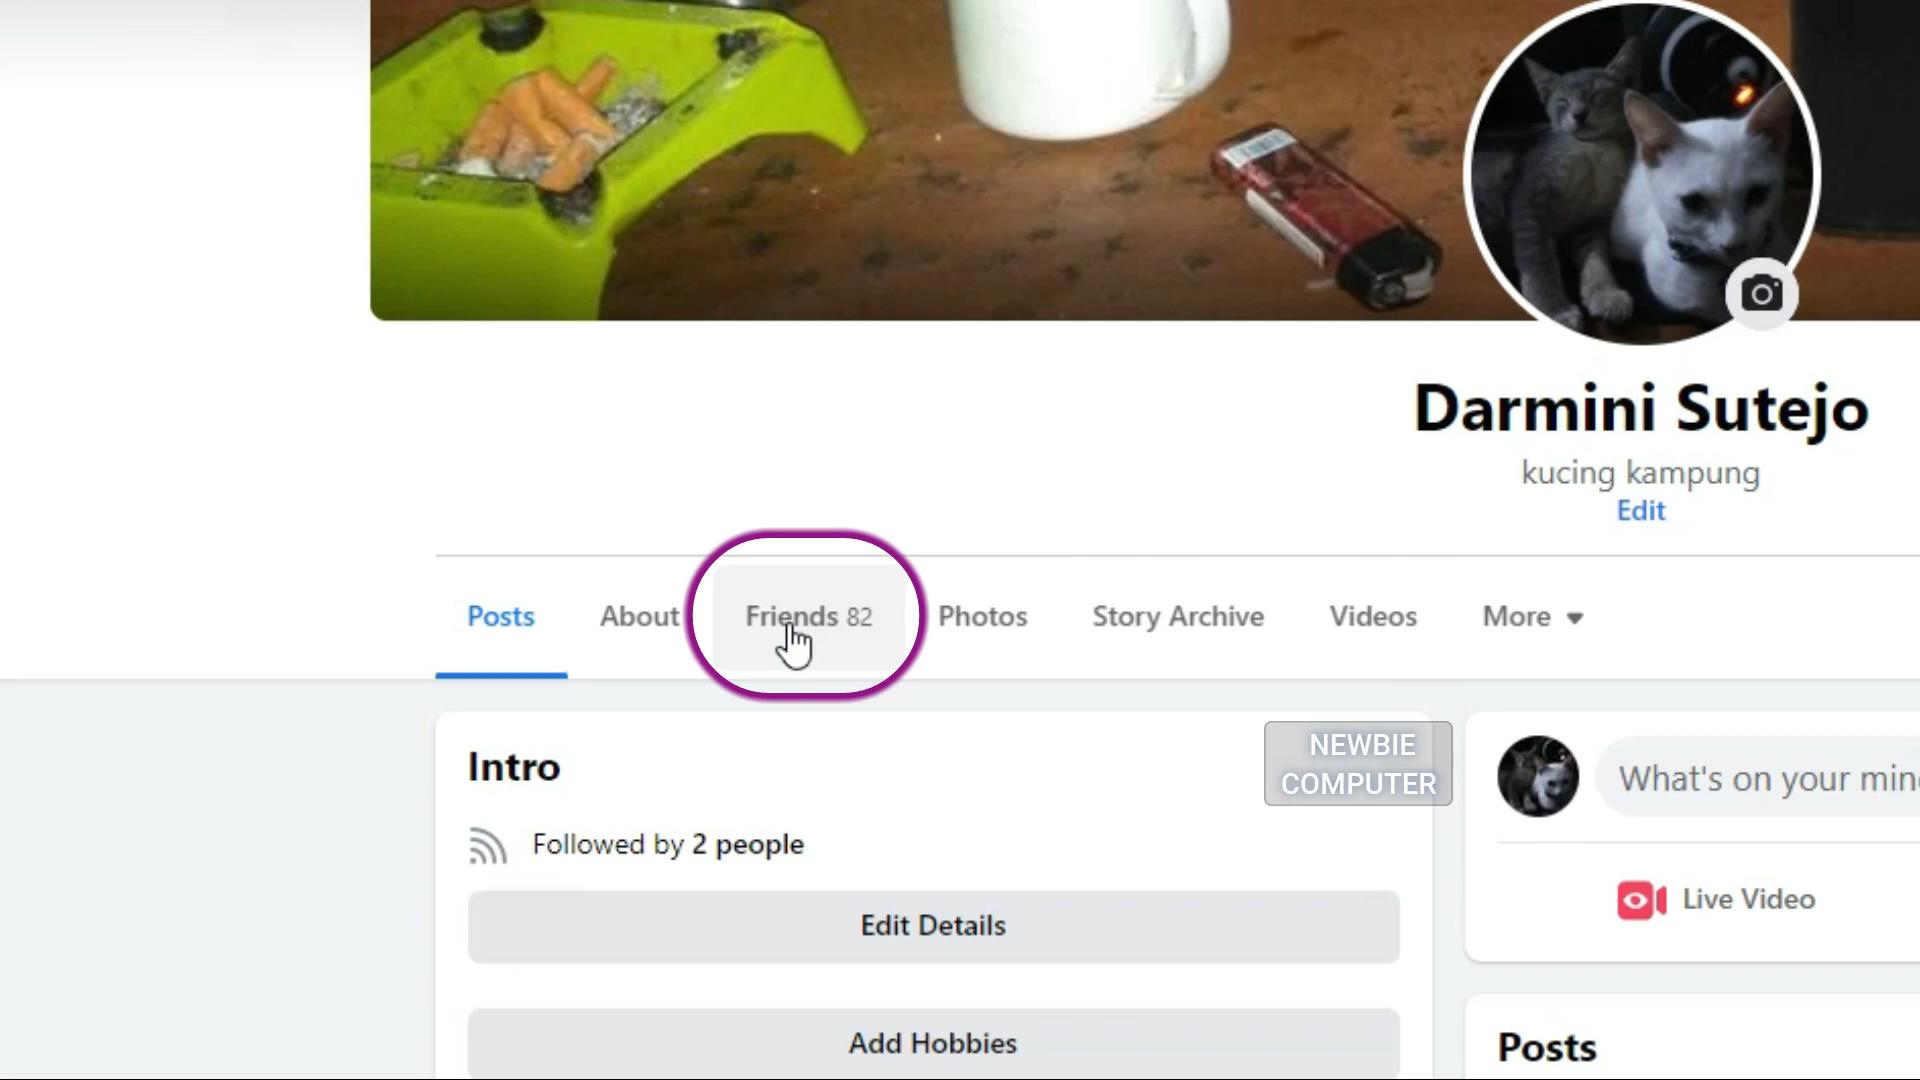 Darmini Sutejo
kucing kampung
Edit
Posts
About
Friends 82
Photos
Story Archive
Videos
More
Intro
NEWBIE
COMPUTER
Followed by 2 people
Edit Details
Add Hobbies
What's on your min
Live Video
Posts